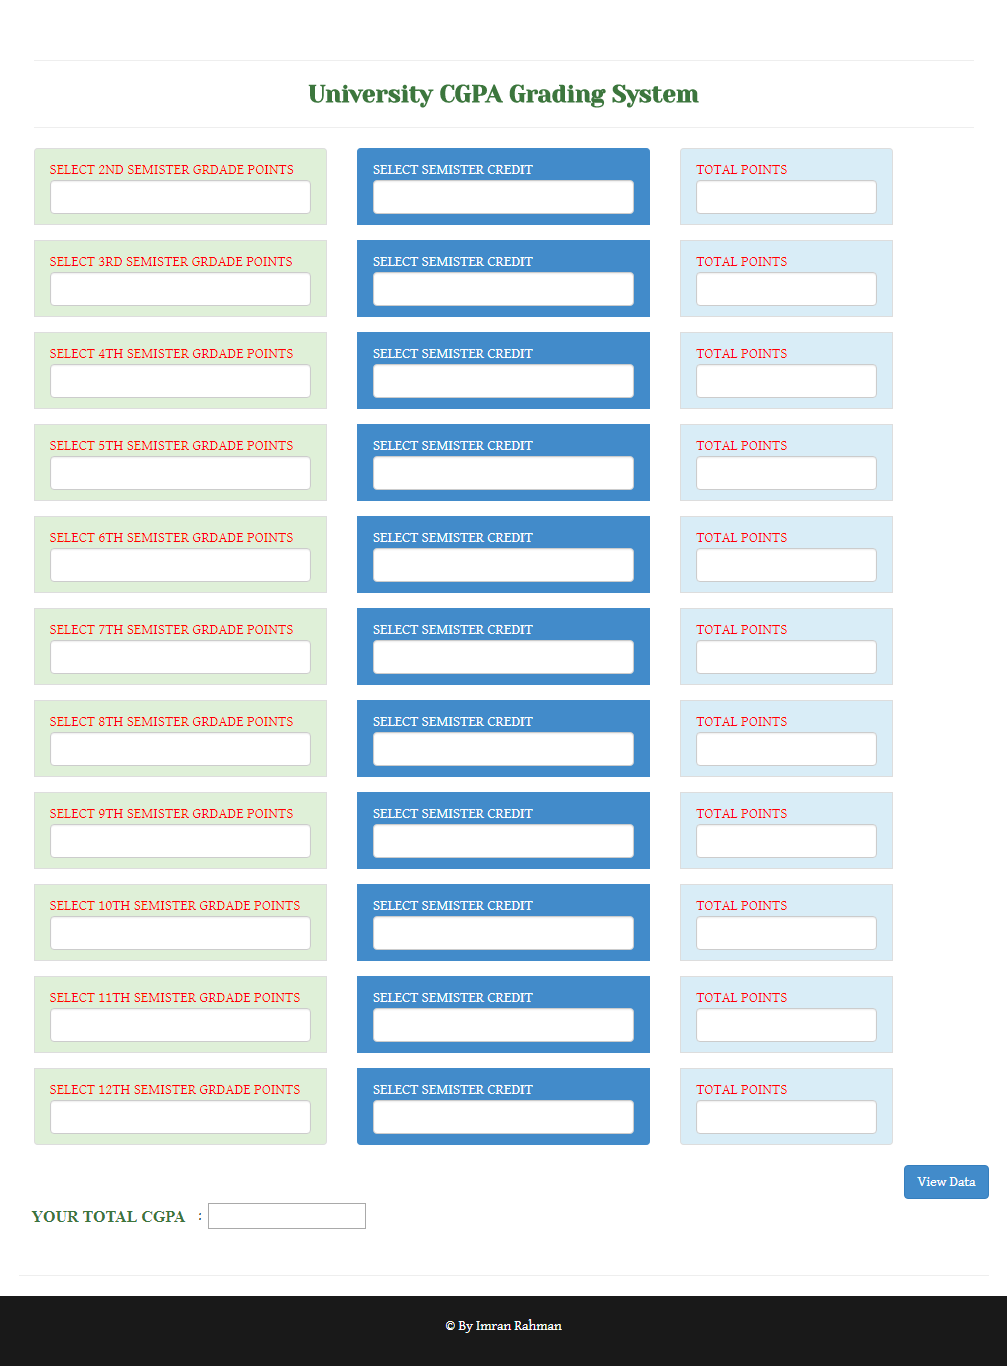 University CGPA Grading System
SELECT 2ND SEMISTER GRDADE POINTS SELECT SEMISTER CREDIT TOTAL POINTS
SELECT 3RD SEMISTER GRDADE POINTS SELECT SEMISTER CREDIT TOTAL POINTS
SELECT 4TH SEMISTER GRDADE POINTS SELECT SEMISTER CREDIT TOTAL POINTS
SELECT 5TH SEMISTER GRDADE POINTS SELECT SEMISTER CREDIT TOTAL POINTS
SELECT 6TH SEMISTER GRDADE POINTS SELECT SEMISTER CREDIT TOTAL POINTS
SELECT 7TH SEMISTER GRDADE POINTS SELECT SEMISTER CREDIT TOTAL POINTS
SELECT 8TH SEMISTER GRDADE POINTS SELECT SEMISTER CREDIT TOTAL POINTS
SELECT 9TH SEMISTER GRDADE POINTS SELECT SEMISTER CREDIT TOTAL POINTS
SELECT 10TH SEMISTER GRDADE POINTS SELECT SEMISTER CREDIT TOTAL POINTS
SELECT 11TH SEMISTER GRDADE POINTS SELECT SEMISTER CREDIT TOTAL POINTS
SELECT 12TH SEMISTER GRDADE POINTS SELECT SEMISTER CREDIT TOTAL POINTS
View Data
YOUR TOTAL CGPA :
© By Imran Rahman